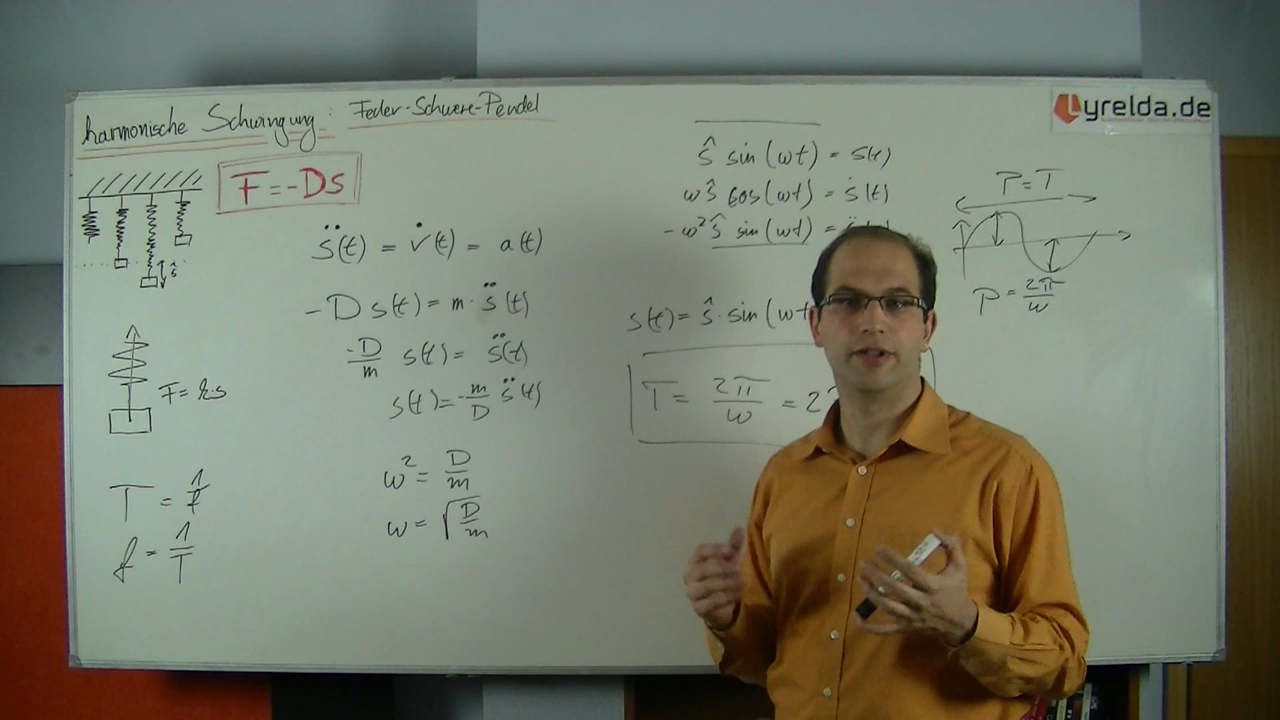 harmonische Schwingung: Feder-Schwere-Pendel
lyrelda.de
F = -Ds
s̈(t) = v̇(t) = a(t)
-D s(t) = m · s̈(t)
-D/m s(t) = s̈(t)
s(t) = -m/D s̈(t)
ω² = D/m
ω = √(D/m)
ŝ
F = k·s
T = 1/f
f = 1/T
ŝ sin(ωt) = s(t)
ωŝ cos(ωt) = ṡ(t)
-ω²ŝ sin(ωt) =
s(t) = ŝ · sin(ωt
T = 2π/ω = 2
P = T
P = 2π/ω